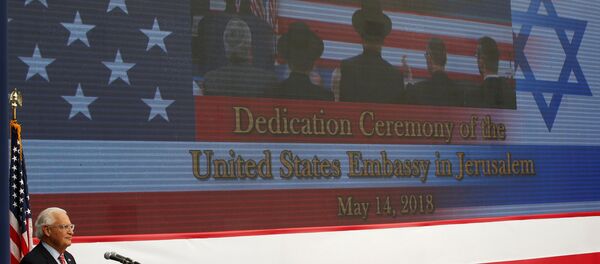 Dedication Ceremony of the
United States Embassy in Jerusalem
May 14, 2018